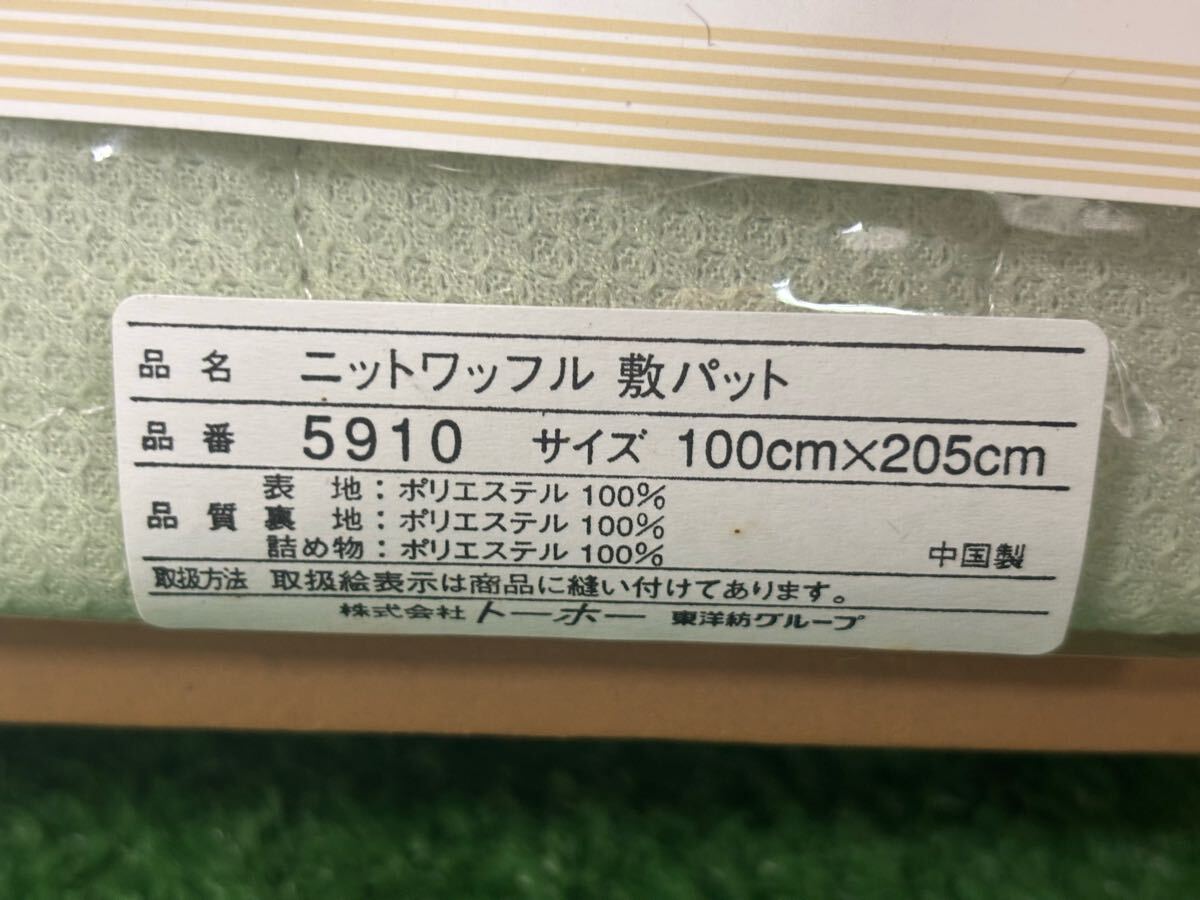 品名 ニットワッフル 敷パット
品番 5910 サイズ 100cm×205cm
表地：ポリエステル 100%
品質 裏地：ポリエステル 100%
詰め物：ポリエステル 100% 中国製
取扱方法 取扱絵表示は商品に縫い付けてあります。
株式会社トーホー 東洋紡グループ